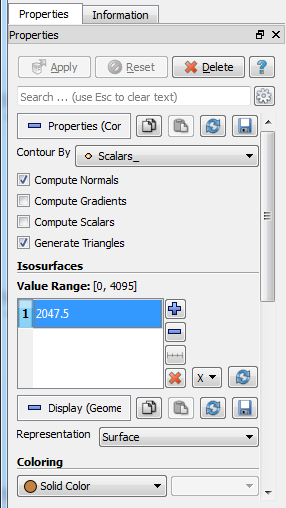 Properties Information
Properties
Apply Reset Delete ?
Search ... (use Esc to clear text)
Properties (Cor
Contour By Scalars_
Compute Normals
Compute Gradients
Compute Scalars
Generate Triangles
Isosurfaces
Value Range: [0, 4095]
1 2047.5
X
Display (Geome
Representation Surface
Coloring
Solid Color